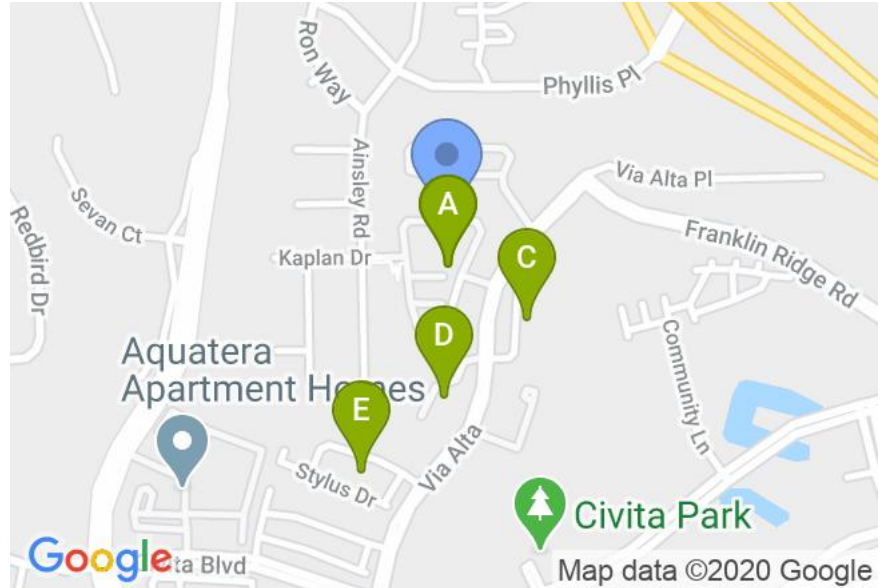 Ron Way
Phyllis Pl
Ainsley Rd
Via Alta Pl
A
Sevan Ct
Redbird Dr
Franklin Ridge Rd
Kaplan Dr
C
D
Aquatera
Apartment Homes
Community Ln
E
Via Alta
Stylus Dr
Civita Park
Google
ita Blvd
Map data ©2020 Google